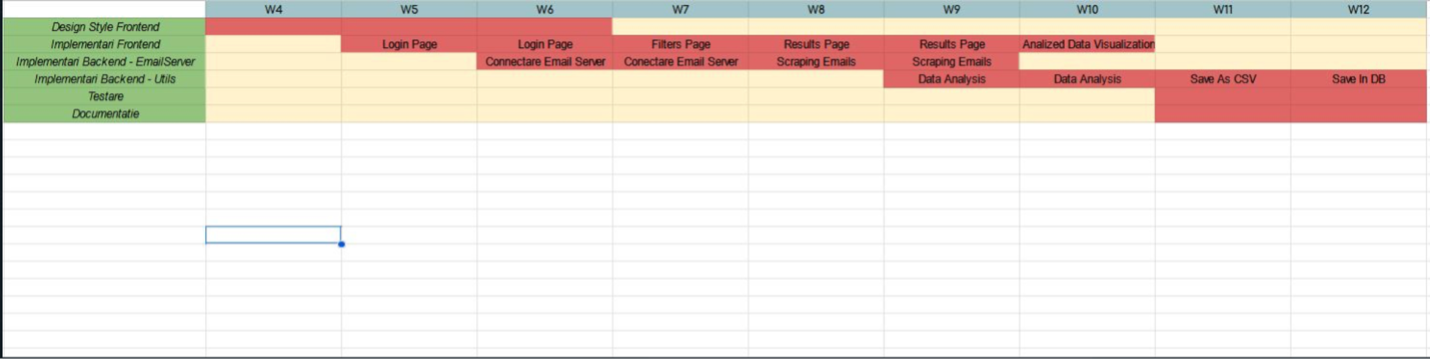 W4 W5 W6 W7 W8 W9 W10 W11 W12
Design Style Frontend
Implementari Frontend Login Page Login Page Filters Page Results Page Results Page Analized Data Visualization
Implementari Backend - EmailServer Connectare Email Server Conectare Email Server Scraping Emails Scraping Emails
Implementari Backend - Utils Data Analysis Data Analysis Save As CSV Save In DB
Testare
Documentatie